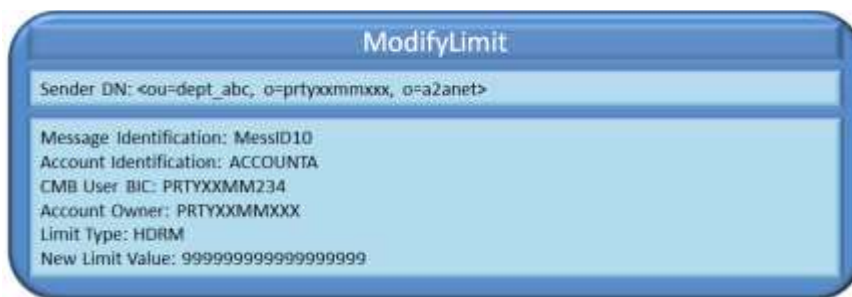 ModifyLimit
Sender DN: <ou=dept_abc, o=prtyxxmmxxx, o=a2anet>
Message Identification: MessID10
Account Identification: ACCOUNTA
CMB User BIC: PRTYXXMM234
Account Owner: PRTYXXMMXXX
Limit Type: HDRM
New Limit Value: 999999999999999999